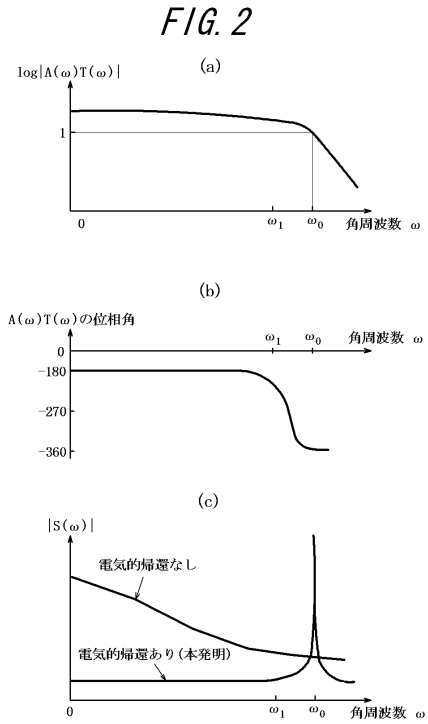 FIG. 2
(a)
log|A(ω)T(ω)|
1
0
ω1
ω0
角周波数 ω
(b)
A(ω)T(ω)の位相角
ω1
ω0
角周波数 ω
0
-180
-270
-360
(c)
|S(ω)|
電気的帰還なし
電気的帰還あり(本発明)
0
ω1
ω0
角周波数 ω